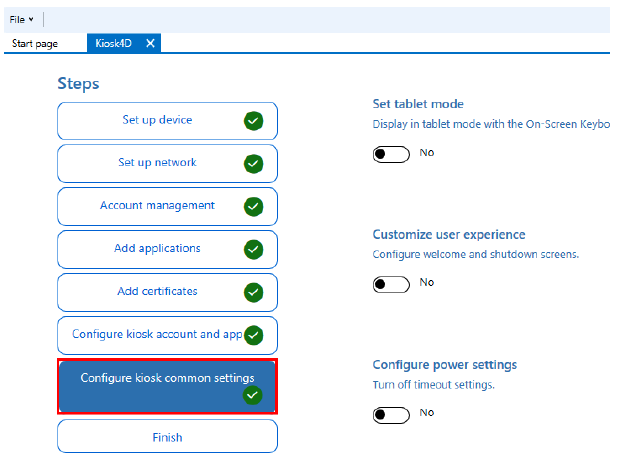 File
Start page
Kiosk4D
Steps
Set up device
Set up network
Account management
Add applications
Add certificates
Configure kiosk account and app
Configure kiosk common settings
Finish
Set tablet mode
Display in tablet mode with the On-Screen Keybo
No
Customize user experience
Configure welcome and shutdown screens.
No
Configure power settings
Turn off timeout settings.
No